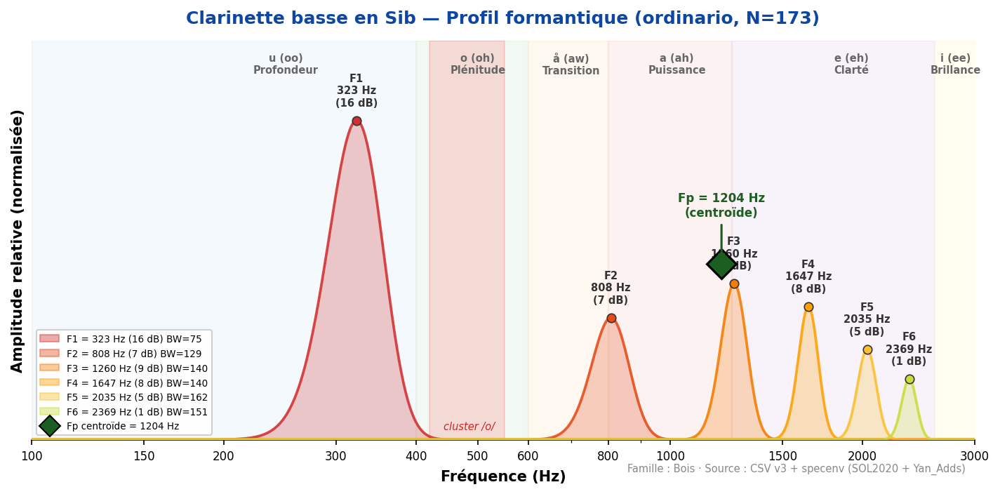 Clarinette basse en Sib — Profil formantique (ordinario, N=173)
u (oo)
Profondeur
o (oh)
Plénitude
å (aw)
Transition
a (ah)
Puissance
e (eh)
Clarté
i (ee)
Brillance
F1
323 Hz
(16 dB)
Fp = 1204 Hz
(centroïde)
F3
Hz
dB)
F2
808 Hz
(7 dB)
F4
1647 Hz
(8 dB)
F5
2035 Hz
(5 dB)
F6
2369 Hz
(1 dB)
cluster /o/
F1 = 323 Hz (16 dB) BW=75
F2 = 808 Hz (7 dB) BW=129
F3 = 1260 Hz (9 dB) BW=140
F4 = 1647 Hz (8 dB) BW=140
F5 = 2035 Hz (5 dB) BW=162
F6 = 2369 Hz (1 dB) BW=151
Fp centroïde = 1204 Hz
Amplitude relative (normalisée)
100 150 200 300 400 500 600 800 1000 1500 2000 3000
Fréquence (Hz)
Famille : Bois · Source : CSV v3 + specenv (SOL2020 + Yan_Adds)